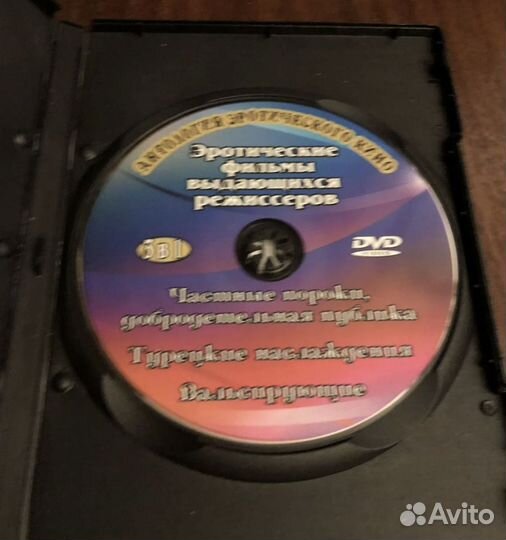 АНТОЛОГИЯ ЭРОТИЧЕСКОГО КИНО
Эротические
фильмы
выдающихся
режиссеров
3 в 1
DVD
Частные пороки,
добродетельная публика
Турецкие наслаждения
Вальсирующие
Avito